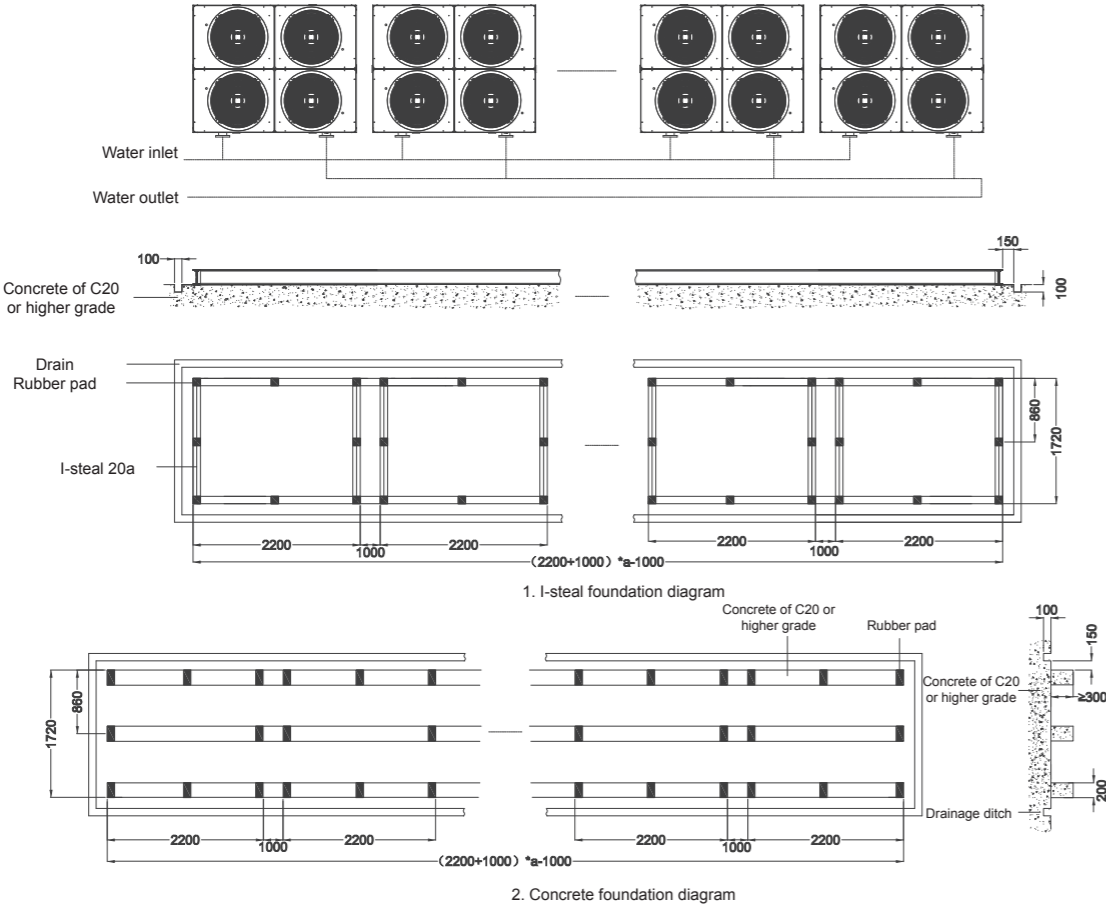 Water inlet
Water outlet
100
150
Concrete of C20
or higher grade
100
Drain
Rubber pad
860
1720
I-steal 20a
2200
1000
2200
2200
1000
2200
(2200+1000) *a-1000
1. I-steal foundation diagram
Concrete of C20 or
higher grade
Rubber pad
100
150
Concrete of C20
or higher grade
≥300
860
1720
200
Drainage ditch
2200
1000
2200
2200
1000
2200
(2200+1000) *a-1000
2. Concrete foundation diagram